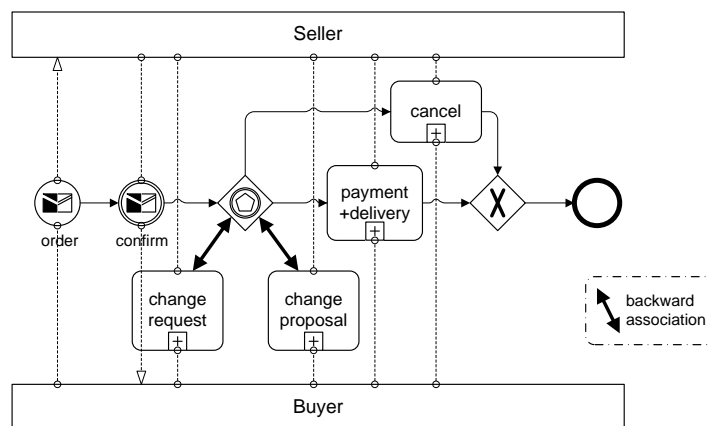 Seller
cancel
payment
+delivery
order
confirm
change
request
change
proposal
backward
association
Buyer